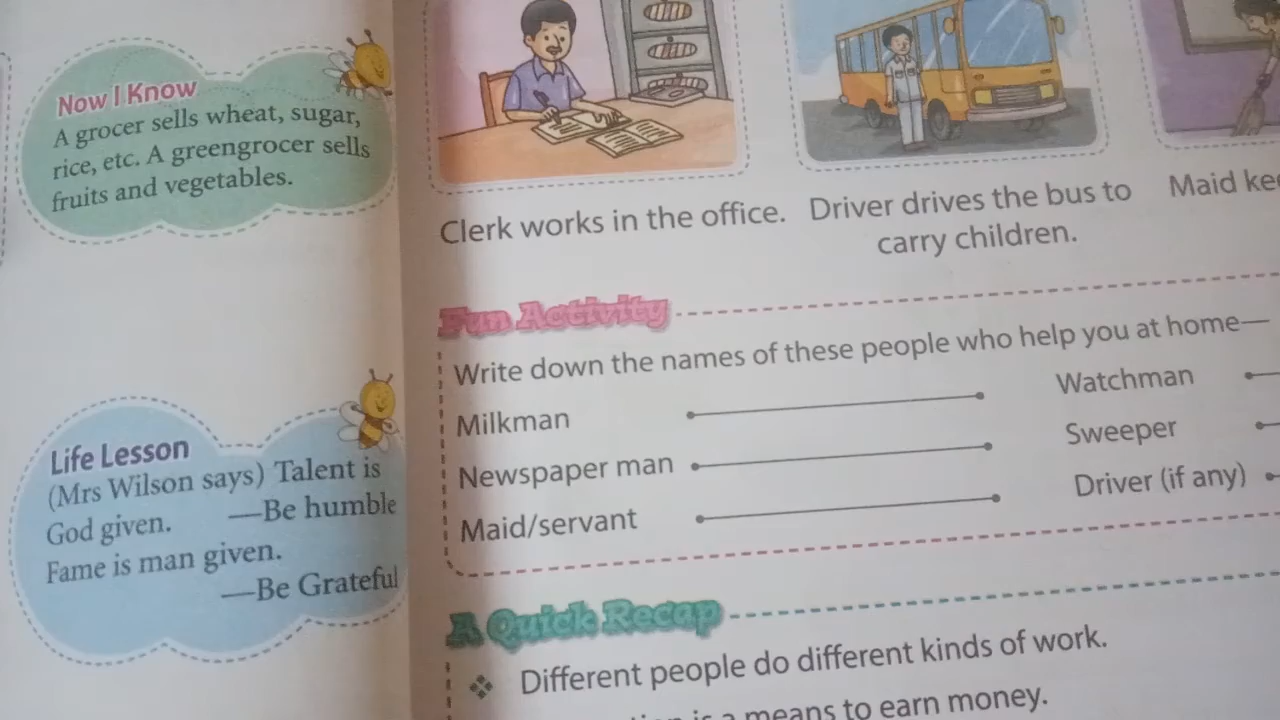 Now I Know
A grocer sells wheat, sugar,
rice, etc. A greengrocer sells
fruits and vegetables.
Life Lesson
(Mrs Wilson says) Talent is
God given. —Be humble
Fame is man given.
—Be Grateful
Clerk works in the office.
Driver drives the bus to
carry children.
Maid
Fun Activity
Write down the names of these people who help you at home—
Milkman
Watchman
Newspaper man
Sweeper
Maid/servant
Driver (if any)
A Quick Recap
Different people do different kinds of work.
is a means to earn money.